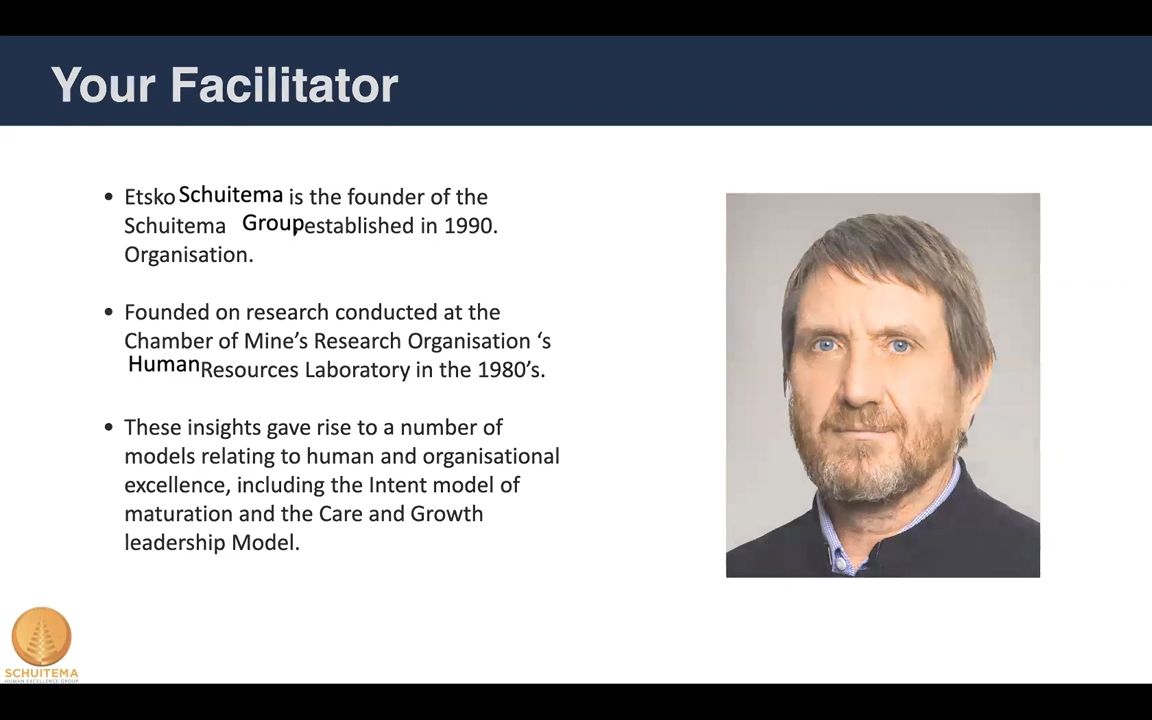 Your Facilitator
• Etsko Schuitema is the founder of the
Schuitema Group, established in 1990.
Organisation.
• Founded on research conducted at the
Chamber of Mine’s Research Organisation ‘s
Human Resources Laboratory in the 1980’s.
• These insights gave rise to a number of
models relating to human and organisational
excellence, including the Intent model of
maturation and the Care and Growth
leadership Model.
SCHUITEMA
HUMAN EXCELLENCE GROUP